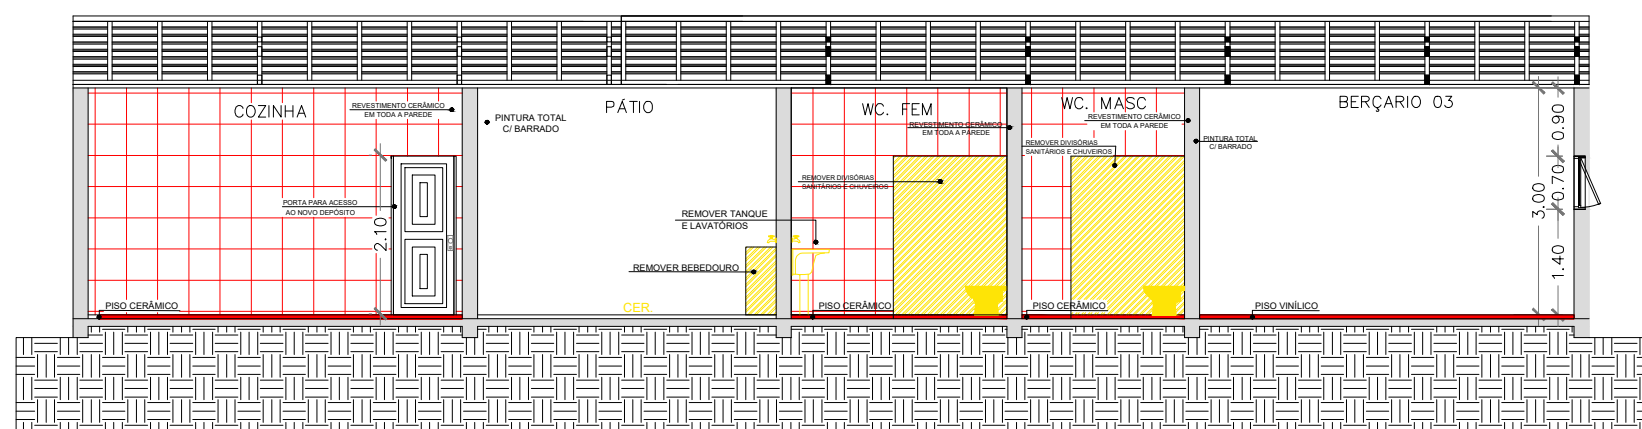 COZINHA
REVESTIMENTO CERÂMICO
EM TODA A PAREDE
PORTA PARA ACESSO
AO NOVO DEPÓSITO
2.10
PISO CERÂMICO
PÁTIO
PINTURA TOTAL
C/ BARRADO
REMOVER TANQUE
E LAVATÓRIOS
REMOVER BEBEDOURO
CER.
WC. FEM
REVESTIMENTO CERÂMICO
EM TODA A PAREDE
REMOVER DIVISÓRIAS
SANITÁRIOS E CHUVEIROS
PISO CERÂMICO
WC. MASC
REVESTIMENTO CERÂMICO
EM TODA A PAREDE
REMOVER DIVISÓRIAS
SANITÁRIOS E CHUVEIROS
PISO CERÂMICO
BERÇARIO 03
PINTURA TOTAL
C/ BARRADO
PISO VINÍLICO
3.00
0.90
0.70
1.40